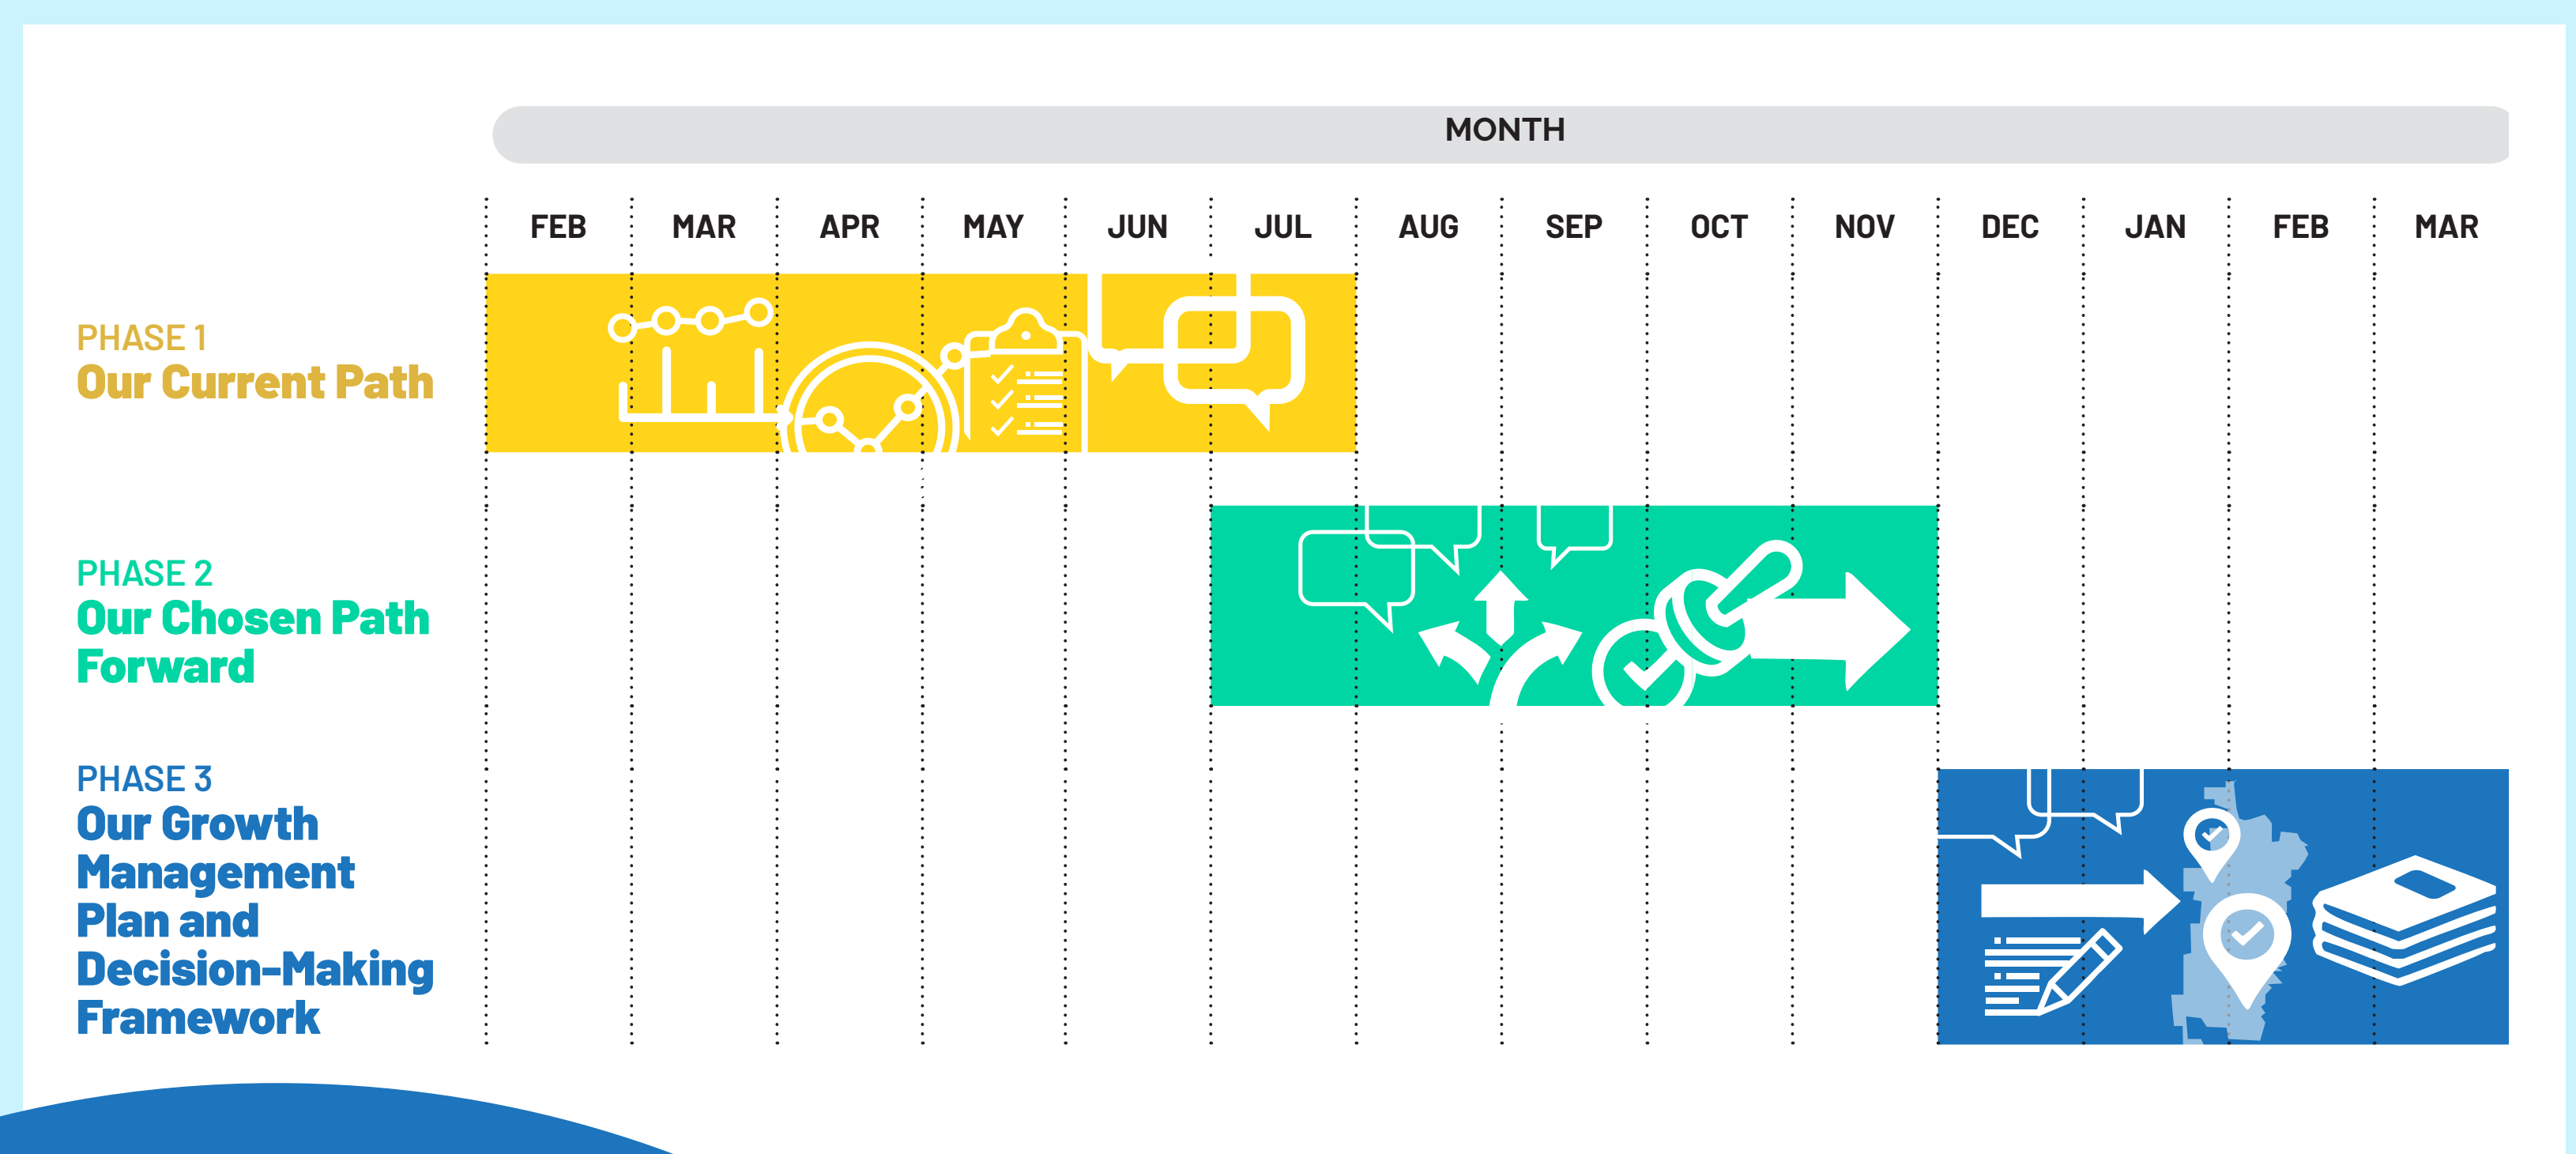 MONTH
FEB MAR APR MAY JUN JUL AUG SEP OCT NOV DEC JAN FEB MAR
PHASE 1
Our Current Path
PHASE 2
Our Chosen Path
Forward
PHASE 3
Our Growth
Management
Plan and
Decision-Making
Framework